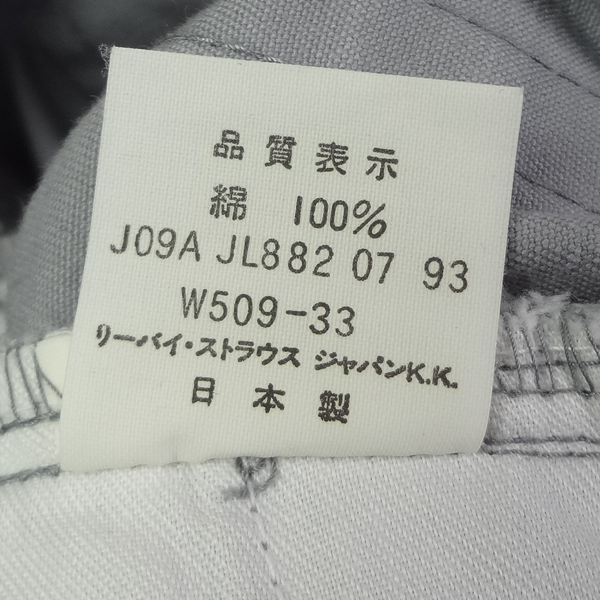 品質表示
綿 100%
J09A JL882 07 93
W509-33
リーバイ・ストラウス ジャパンK.K.
日本製